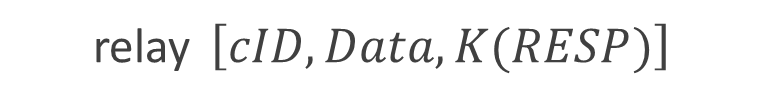 relay [cID, Data, K(RESP)]